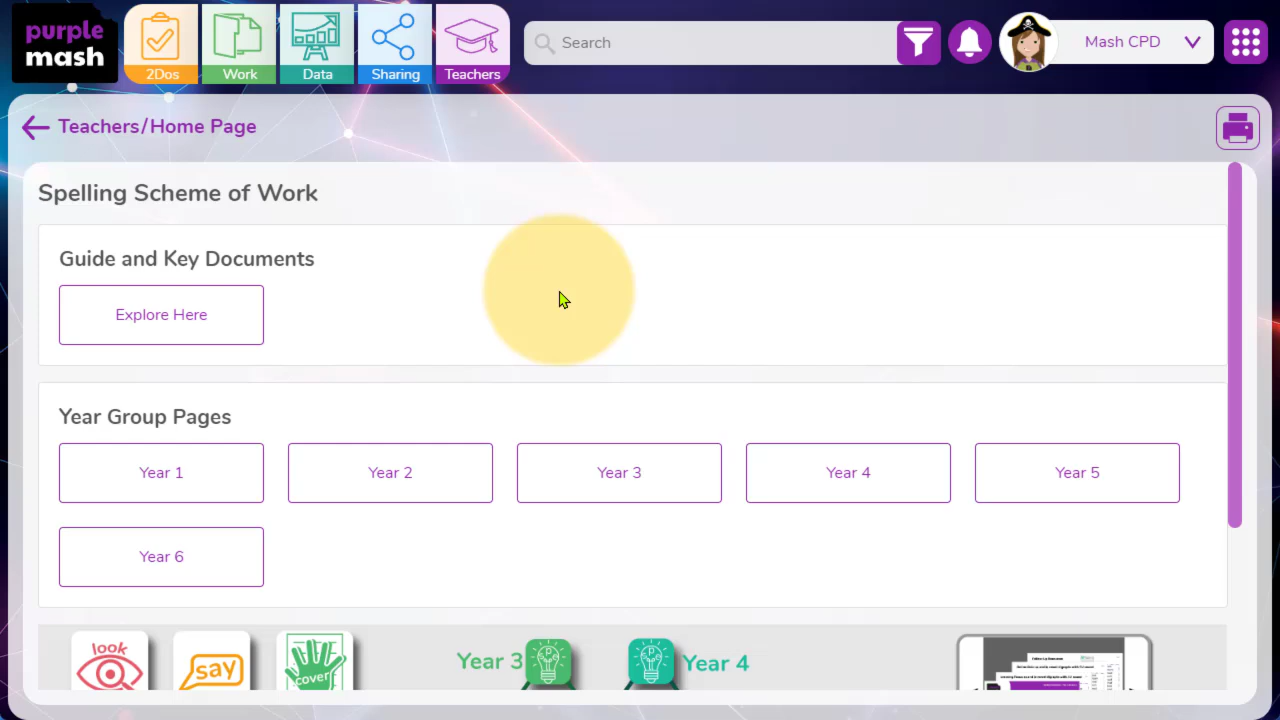 purple
mash
2Dos
Work
Data
Sharing
Teachers
Search
Mash CPD
Teachers/Home Page
Spelling Scheme of Work
Guide and Key Documents
Explore Here
Year Group Pages
Year 1
Year 2
Year 3
Year 4
Year 5
Year 6
look
say
cover
Year 3
Year 4